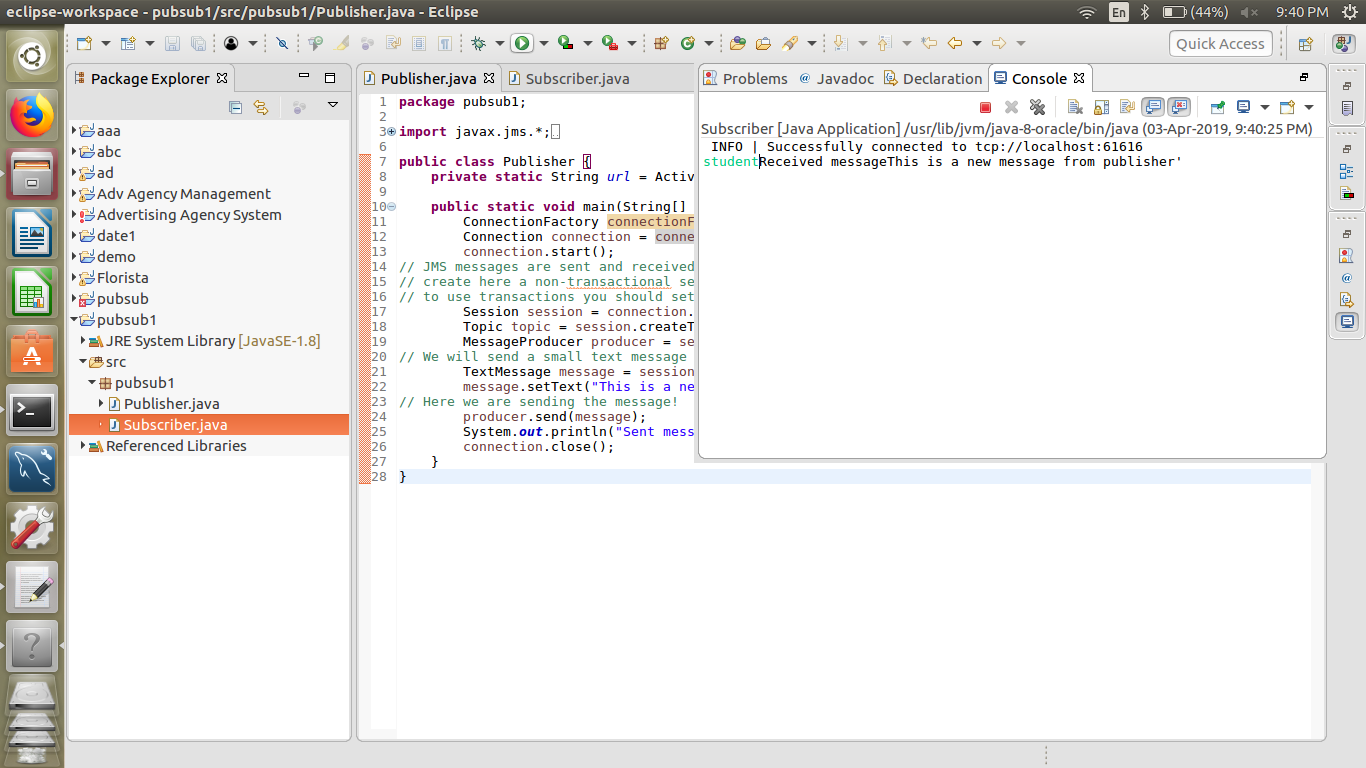 eclipse-workspace - pubsub1/src/pubsub1/Publisher.java - Eclipse
En
(44%)
9:40 PM
Quick Access
Package Explorer
aaa
abc
ad
Adv Agency Management
Advertising Agency System
date1
demo
Florista
pubsub
pubsub1
JRE System Library [JavaSE-1.8]
src
pubsub1
Publisher.java
Subscriber.java
Referenced Libraries
Publisher.java
Subscriber.java
1 package pubsub1;
2
3 import javax.jms.*;
6
7 public class Publisher {
8 private static String url = Activ
9
10 public static void main(String[]
11 ConnectionFactory connectionF
12 Connection connection = conne
13 connection.start();
14 // JMS messages are sent and received
15 // create here a non-transactional se
16 // to use transactions you should set
17 Session session = connection.
18 Topic topic = session.createT
19 MessageProducer producer = se
20 // We will send a small text message
21 TextMessage message = session
22 message.setText("This is a ne
23 // Here we are sending the message!
24 producer.send(message);
25 System.out.println("Sent mess
26 connection.close();
27 }
28 }
Problems
@ Javadoc
Declaration
Console
Subscriber [Java Application] /usr/lib/jvm/java-8-oracle/bin/java (03-Apr-2019, 9:40:25 PM)
INFO | Successfully connected to tcp://localhost:61616
studentReceived messageThis is a new message from publisher'